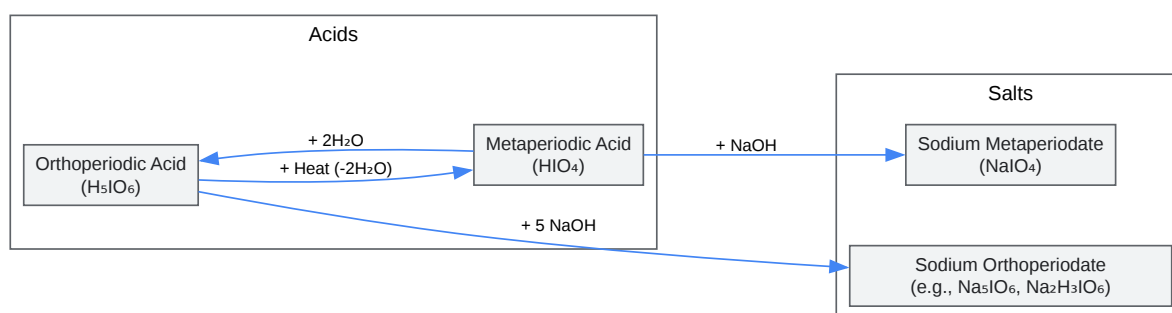 Acids
Salts
+ 2H₂O
Metaperiodic Acid
(HIO₄)
+ NaOH
Sodium Metaperiodate
(NaIO₄)
Orthoperiodic Acid
(H₅IO₆)
+ Heat (-2H₂O)
+ 5 NaOH
Sodium Orthoperiodate
(e.g., Na₅IO₆, Na₂H₃IO₆)